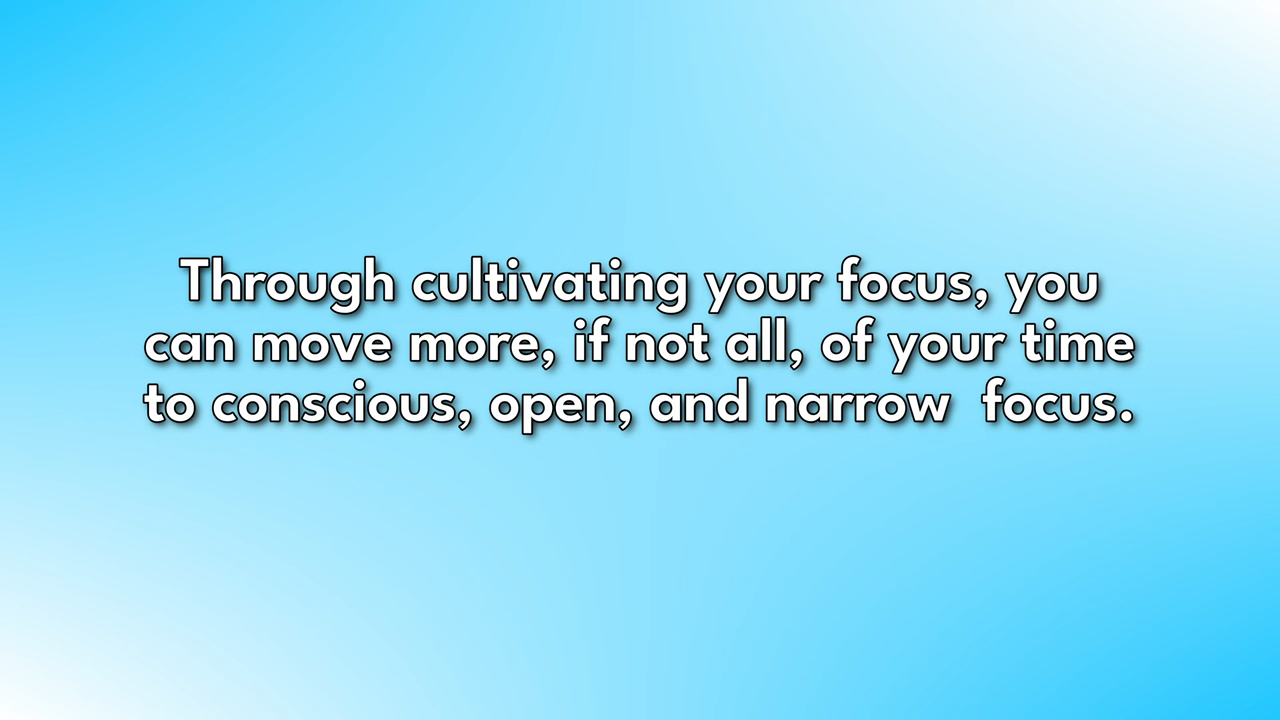 Through cultivating your focus, you
can move more, if not all, of your time
to conscious, open, and narrow  focus.